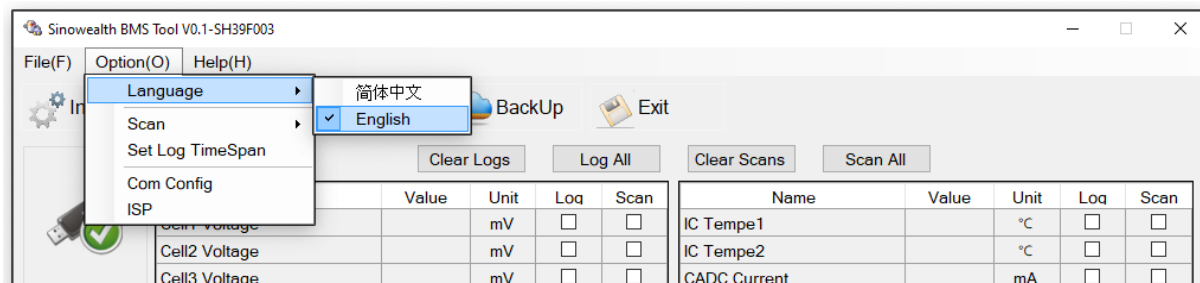 Sinowealth BMS Tool V0.1-SH39F003
File(F) Option(O) Help(H)
Language
简体中文
English
Scan
Set Log TimeSpan
Com Config
ISP
BackUp Exit
Clear Logs Log All Clear Scans Scan All
Value Unit Log Scan Name Value Unit Log Scan
Cell1 Voltage mV IC Tempe1 °C
Cell2 Voltage mV IC Tempe2 °C
Cell3 Voltage mV CADC Current mA